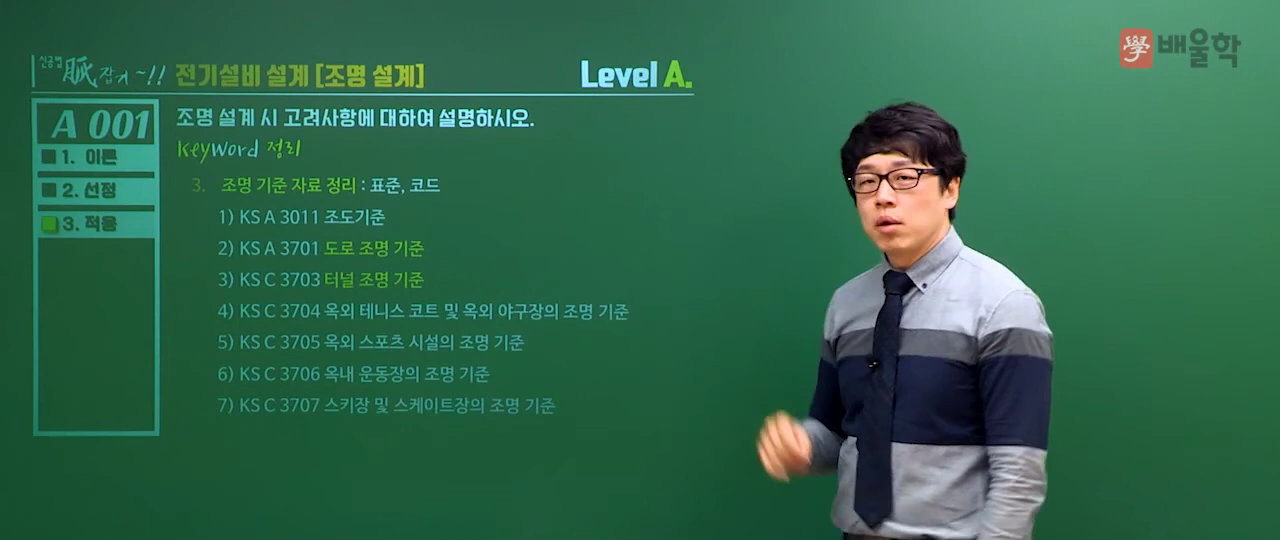 신공법 脈 잡기 ~!! 전기설비 설계 [조명 설계] Level A.
學 배울학
A 001
1. 이론
2. 선정
3. 적용
조명 설계 시 고려사항에 대하여 설명하시오.
keyword 정리
3. 조명 기준 자료 정리 : 표준, 코드
1) KS A 3011 조도기준
2) KS A 3701 도로 조명 기준
3) KS C 3703 터널 조명 기준
4) KS C 3704 옥외 테니스 코트 및 옥외 야구장의 조명 기준
5) KS C 3705 옥외 스포츠 시설의 조명 기준
6) KS C 3706 옥내 운동장의 조명 기준
7) KS C 3707 스키장 및 스케이트장의 조명 기준